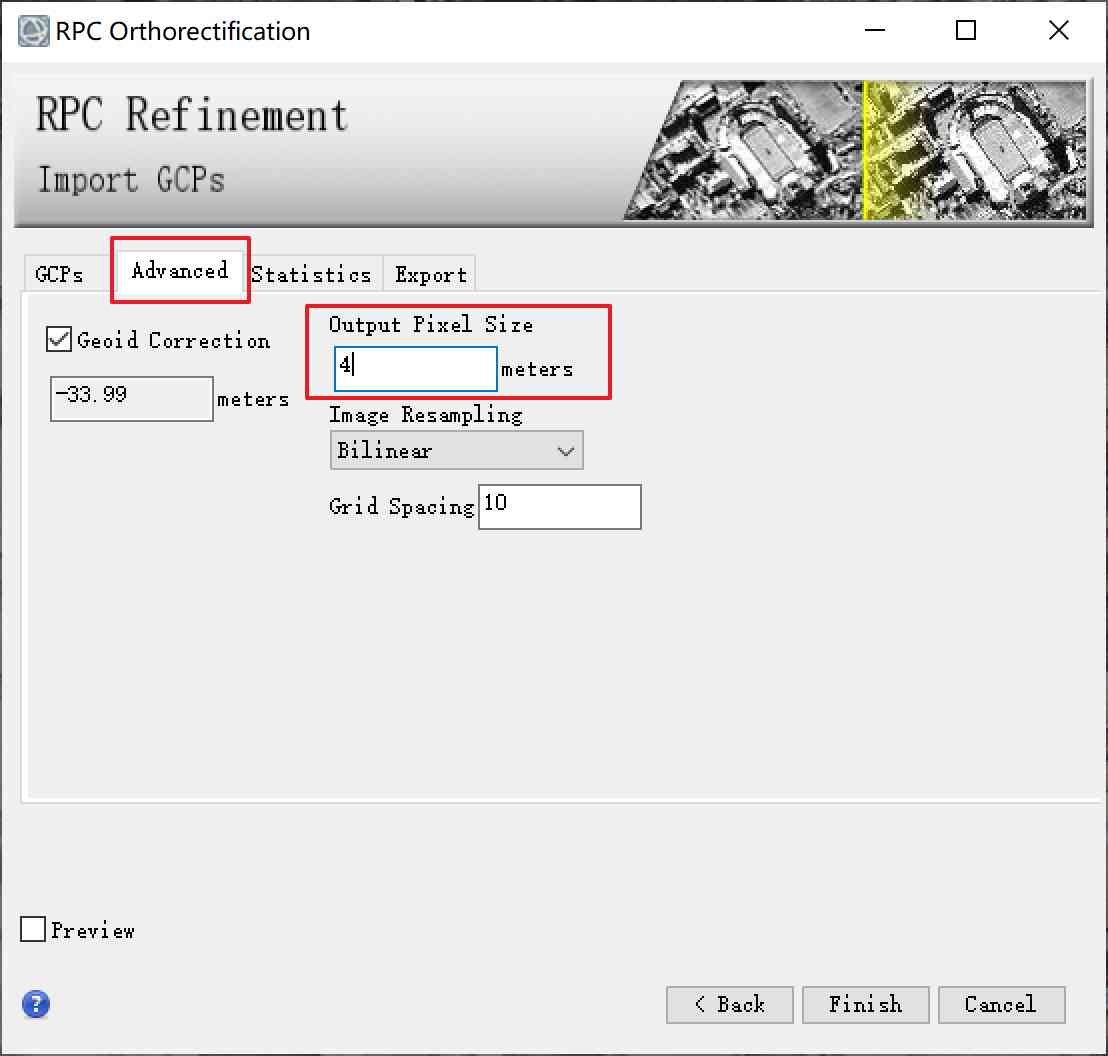 RPC Orthorectification
RPC Refinement
Import GCPs
GCPs
Advanced
Statistics
Export
Geoid Correction
-33.99 meters
Output Pixel Size
4 meters
Image Resampling
Bilinear
Grid Spacing 10
Preview
?
< Back
Finish
Cancel